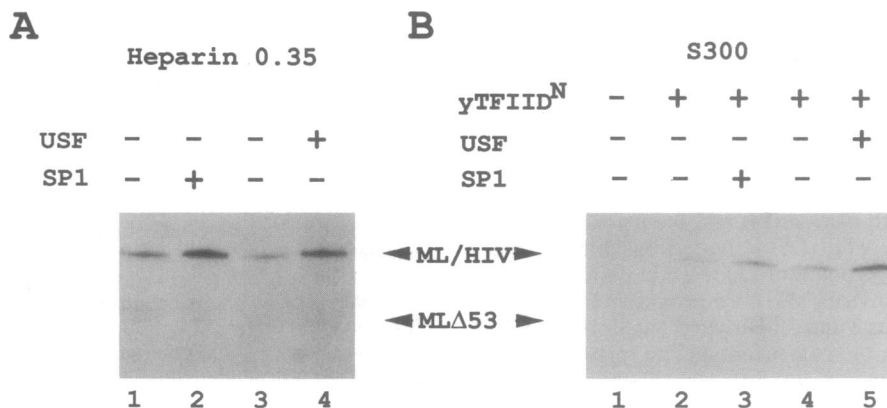 A
Heparin 0.35
USF - - - +
SP1 - + - -
1 2 3 4
ML/HIV
MLΔ53
B
S300
yTFIID^N - + + + +
USF - - - - +
SP1 - - + - -
1 2 3 4 5